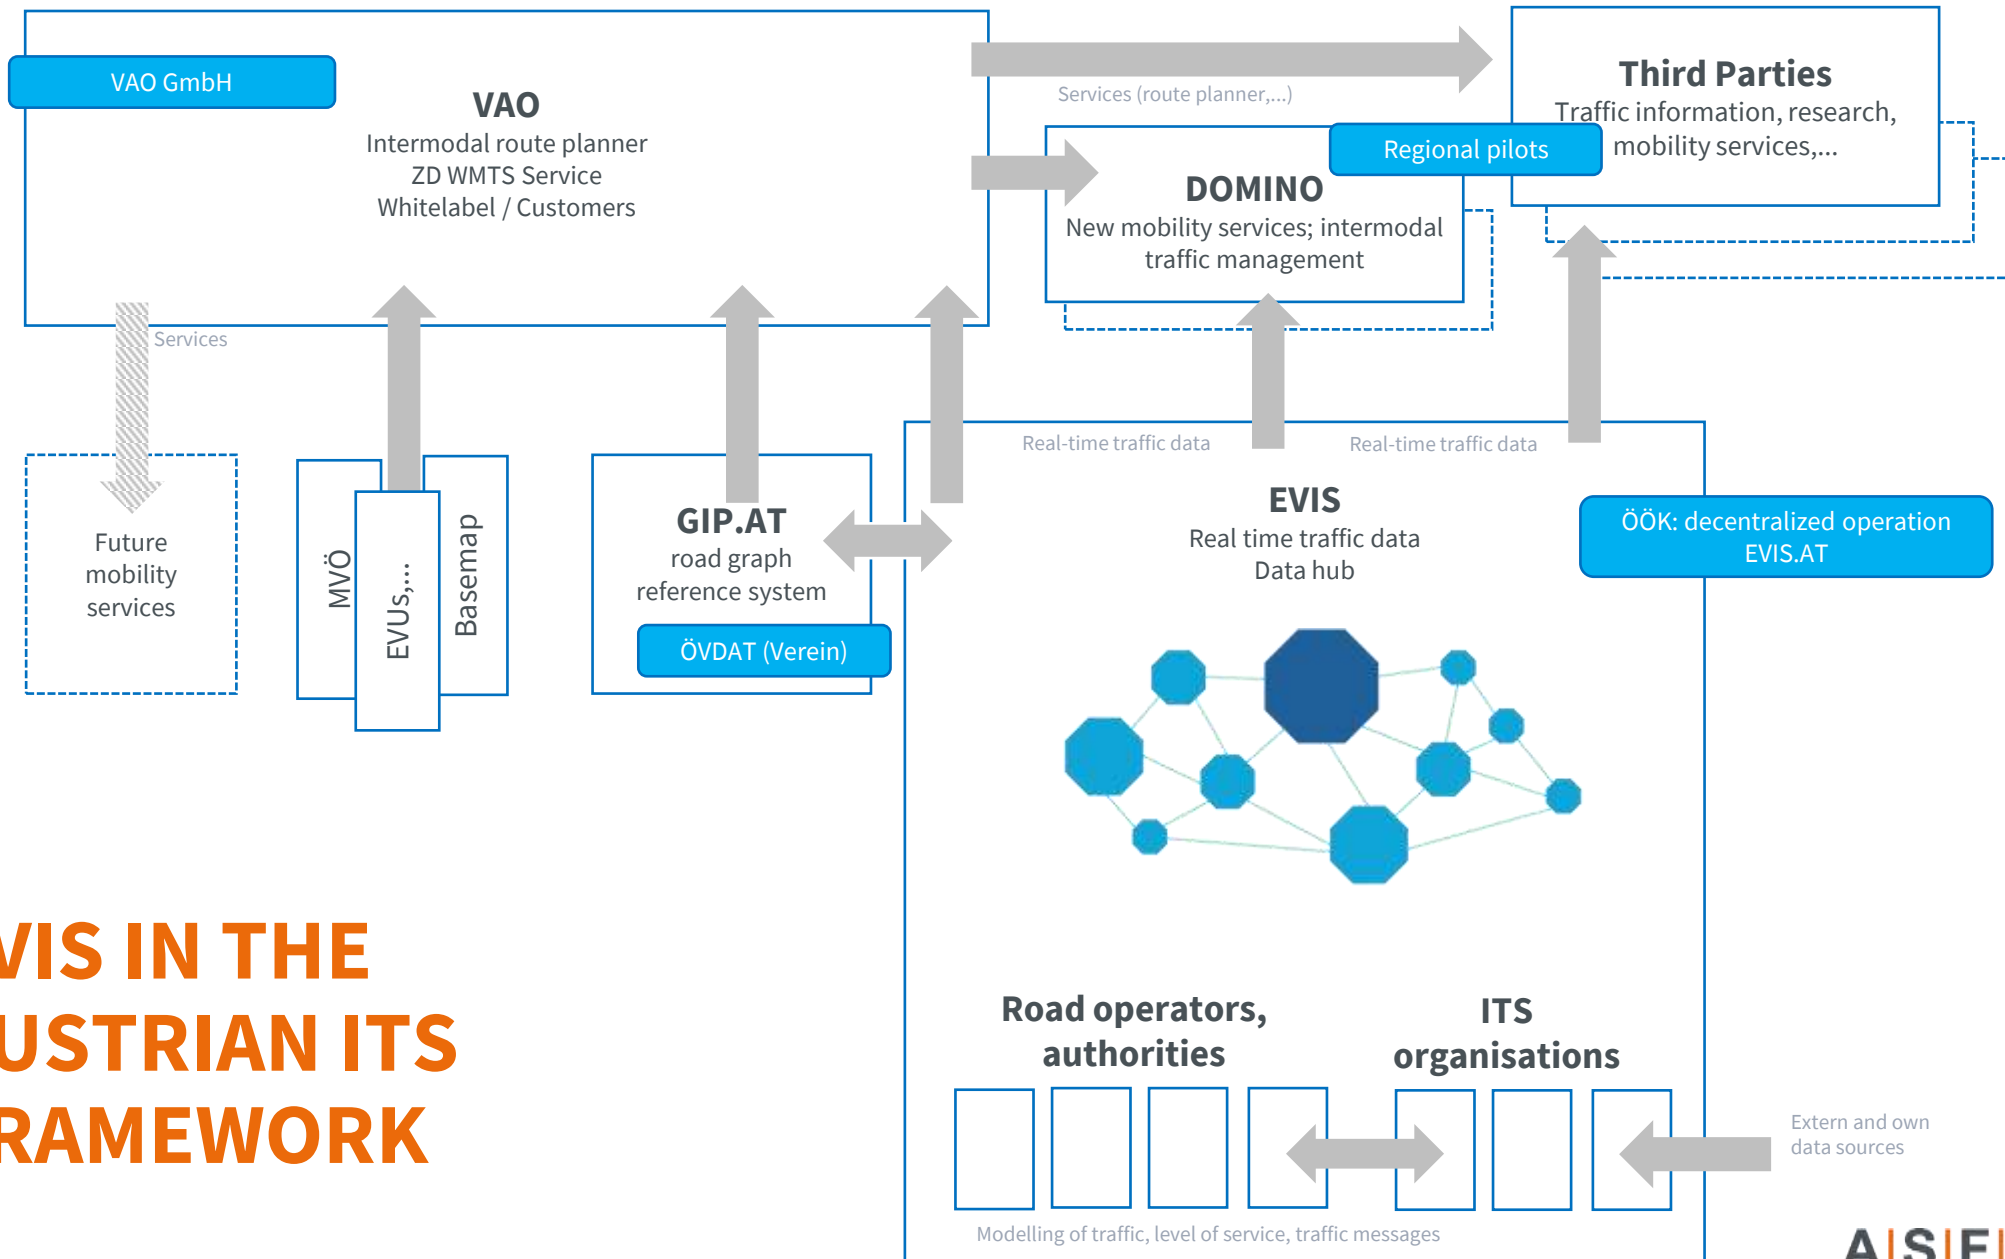 VAO GmbH
VAO
Intermodal route planner
ZD WMTS Service
Whitelabel / Customers
Services (route planner,...)
Third Parties
Traffic information, research,
mobility services,...
Regional pilots
DOMINO
New mobility services; intermodal
traffic management
Services
Real-time traffic data
Real-time traffic data
Future
mobility
services
MVÖ
EVUs,...
Basemap
GIP.AT
road graph
reference system
ÖVDAT (Verein)
EVIS
Real time traffic data
Data hub
ÖÖK: decentralized operation
EVIS.AT
VIS IN THE
USTRIAN ITS
RAMEWORK
Road operators,
authorities
ITS
organisations
Extern and own
data sources
Modelling of traffic, level of service, traffic messages
A|S|F|